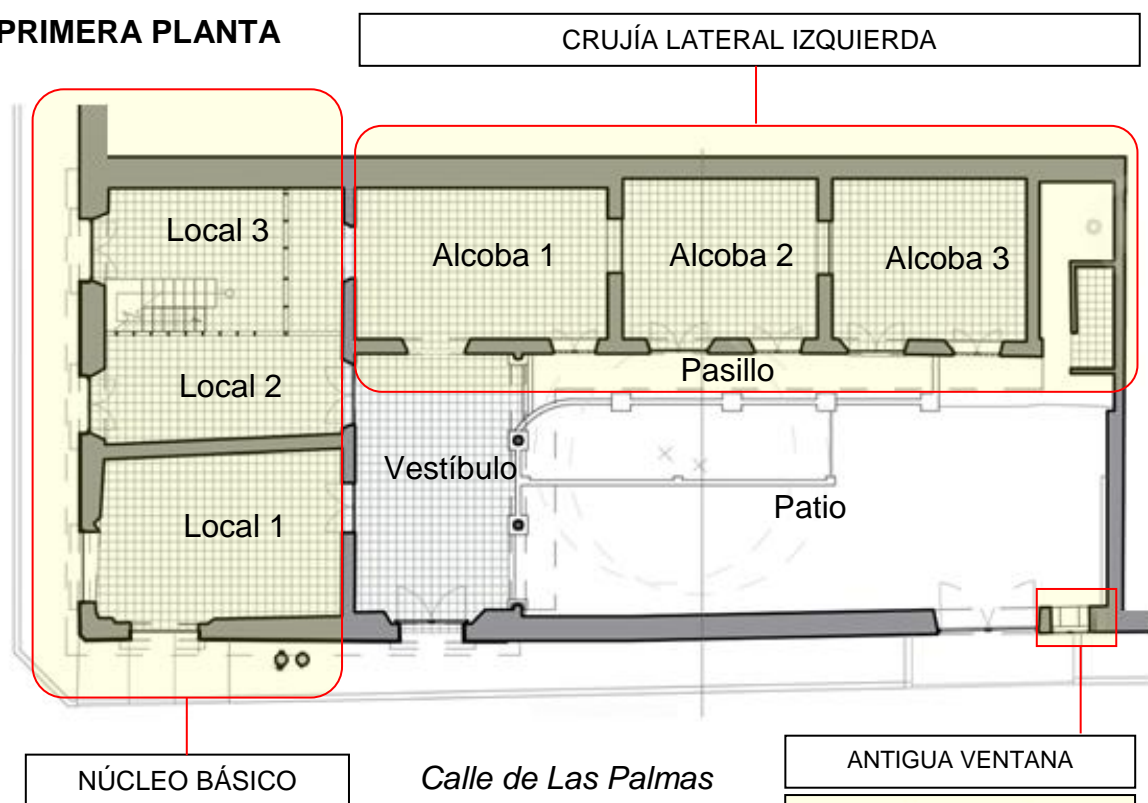 PRIMERA PLANTA
CRUJÍA LATERAL IZQUIERDA
Local 3
Alcoba 1
Alcoba 2
Alcoba 3
Local 2
Pasillo
Vestíbulo
Local 1
Patio
NÚCLEO BÁSICO
Calle de Las Palmas
ANTIGUA VENTANA